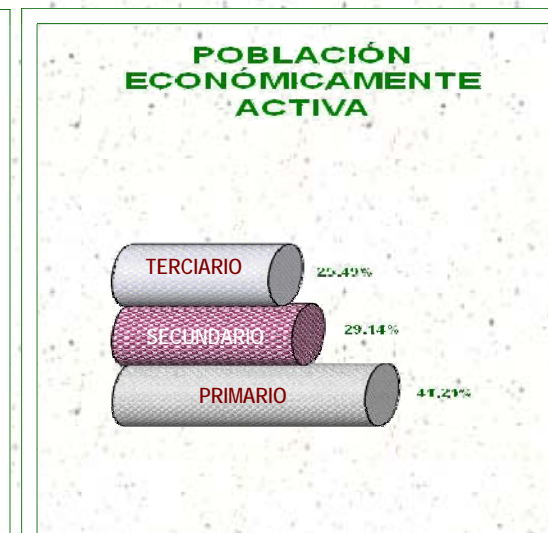 POBLACIÓN
ECONÓMICAMENTE
ACTIVA
TERCIARIO
25.49%
SECUNDARIO
29.14%
PRIMARIO
41.21%